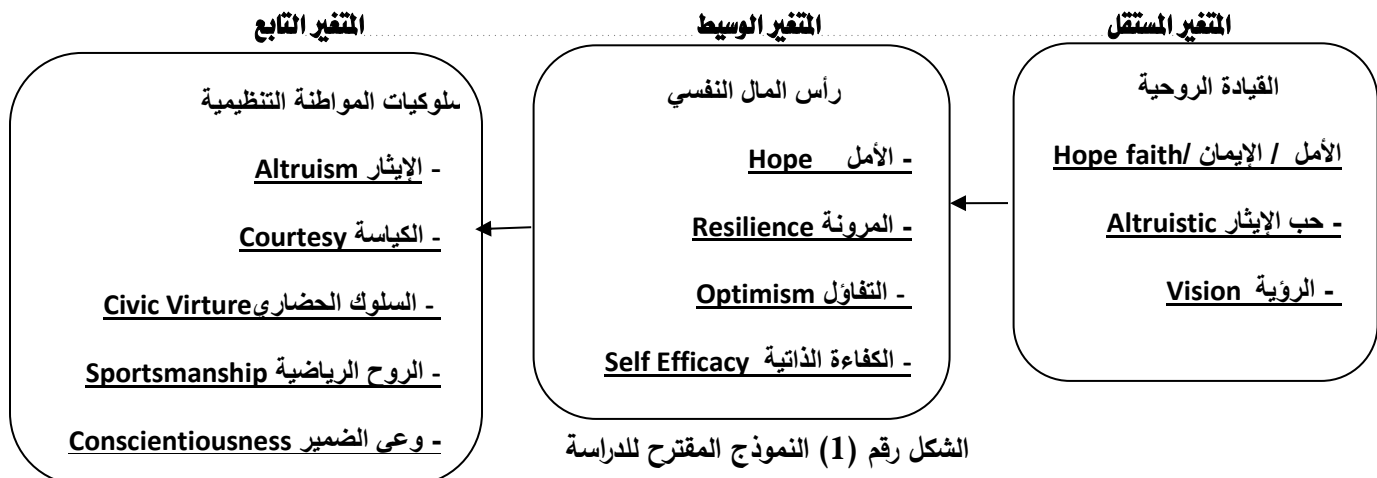 المتغير المستقل
المتغير الوسيط
المتغير التابع
القيادة الروحية
الأمل / الإيمان /Hope faith
- حب الإيثار Altruistic
- الرؤية Vision
رأس المال النفسي
- الأمل Hope
- المرونة Resilience
- التفاؤل Optimism
- الكفاءة الذاتية Self Efficacy
سلوكيات المواطنة التنظيمية
- الإيثار Altruism
- الكياسة Courtesy
- السلوك الحضاري Civic Virture
- الروح الرياضية Sportsmanship
- وعي الضمير Conscientiousness
الشكل رقم (1) النموذج المقترح للدراسة